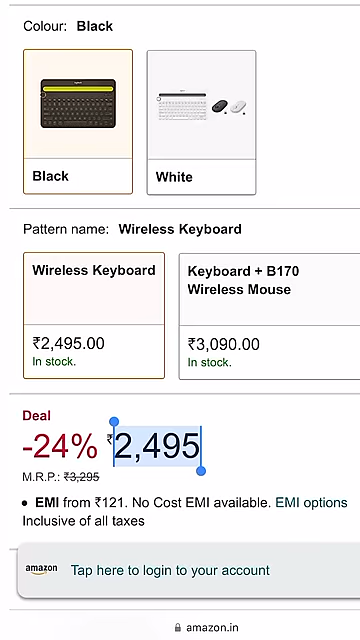 Colour: Black
Black
White
Pattern name: Wireless Keyboard
Wireless Keyboard
₹2,495.00
In stock.
Keyboard + B170
Wireless Mouse
₹3,090.00
In stock.
Deal
-24% ₹2,495
M.R.P.: ₹3,295
• EMI from ₹121. No Cost EMI available. EMI options
Inclusive of all taxes
amazon
Tap here to login to your account
amazon.in